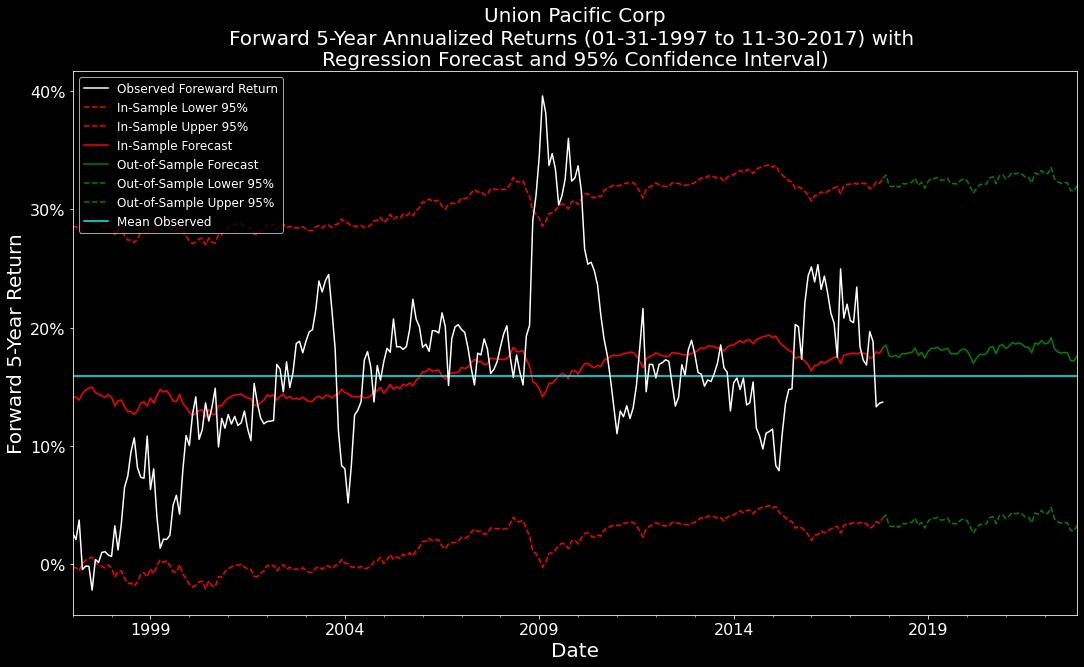 Union Pacific Corp
Forward 5-Year Annualized Returns (01-31-1997 to 11-30-2017) with
Regression Forecast and 95% Confidence Interval)
Observed Foreward Return
In-Sample Lower 95%
In-Sample Upper 95%
In-Sample Forecast
Out-of-Sample Forecast
Out-of-Sample Lower 95%
Out-of-Sample Upper 95%
Mean Observed
Forward 5-Year Return
40%
30%
20%
10%
0%
1999
2004
2009
2014
2019
Date